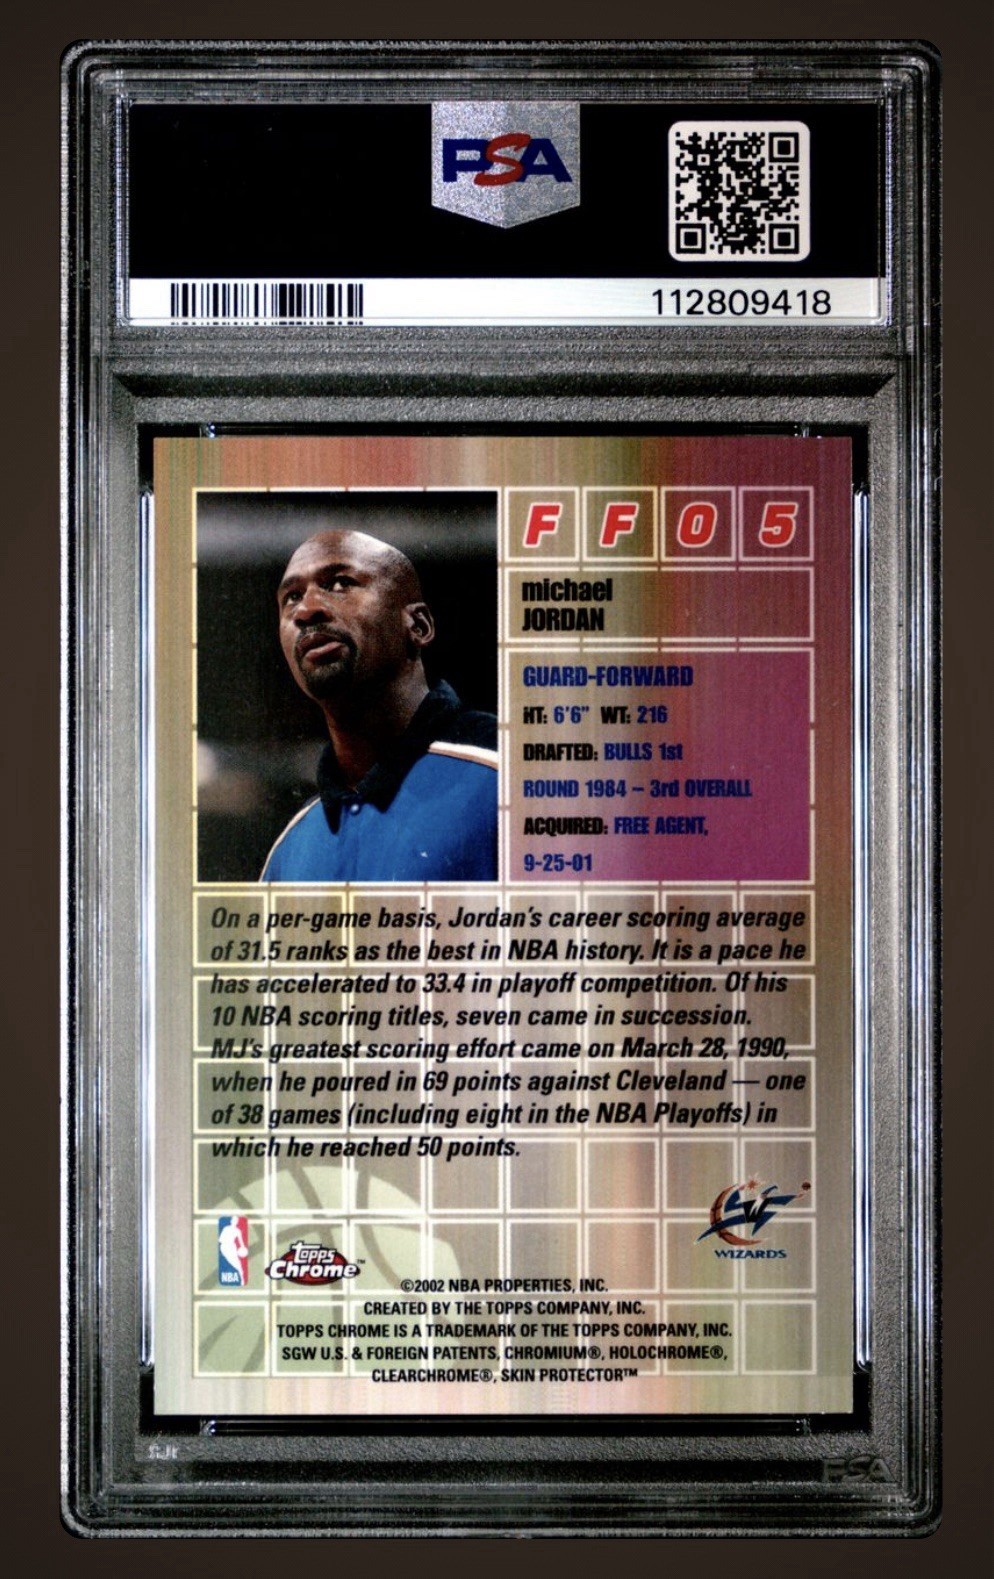 PSA
112809418
FF05
michael
JORDAN
GUARD-FORWARD
HT: 6'6" WT: 216
DRAFTED: BULLS 1st
ROUND 1984 – 3rd OVERALL
ACQUIRED: FREE AGENT,
9-25-01
On a per-game basis, Jordan's career scoring average
of 31.5 ranks as the best in NBA history. It is a pace he
has accelerated to 33.4 in playoff competition. Of his
10 NBA scoring titles, seven came in succession.
MJ's greatest scoring effort came on March 28, 1990,
when he poured in 69 points against Cleveland — one
of 38 games (including eight in the NBA Playoffs) in
which he reached 50 points.
WIZARDS
NBA
Topps
Chrome™
©2002 NBA PROPERTIES, INC.
CREATED BY THE TOPPS COMPANY, INC.
TOPPS CHROME IS A TRADEMARK OF THE TOPPS COMPANY, INC.
SGW U.S. & FOREIGN PATENTS, CHROMIUM®, HOLOCHROME®,
CLEARCHROME®, SKIN PROTECTOR™
PSA